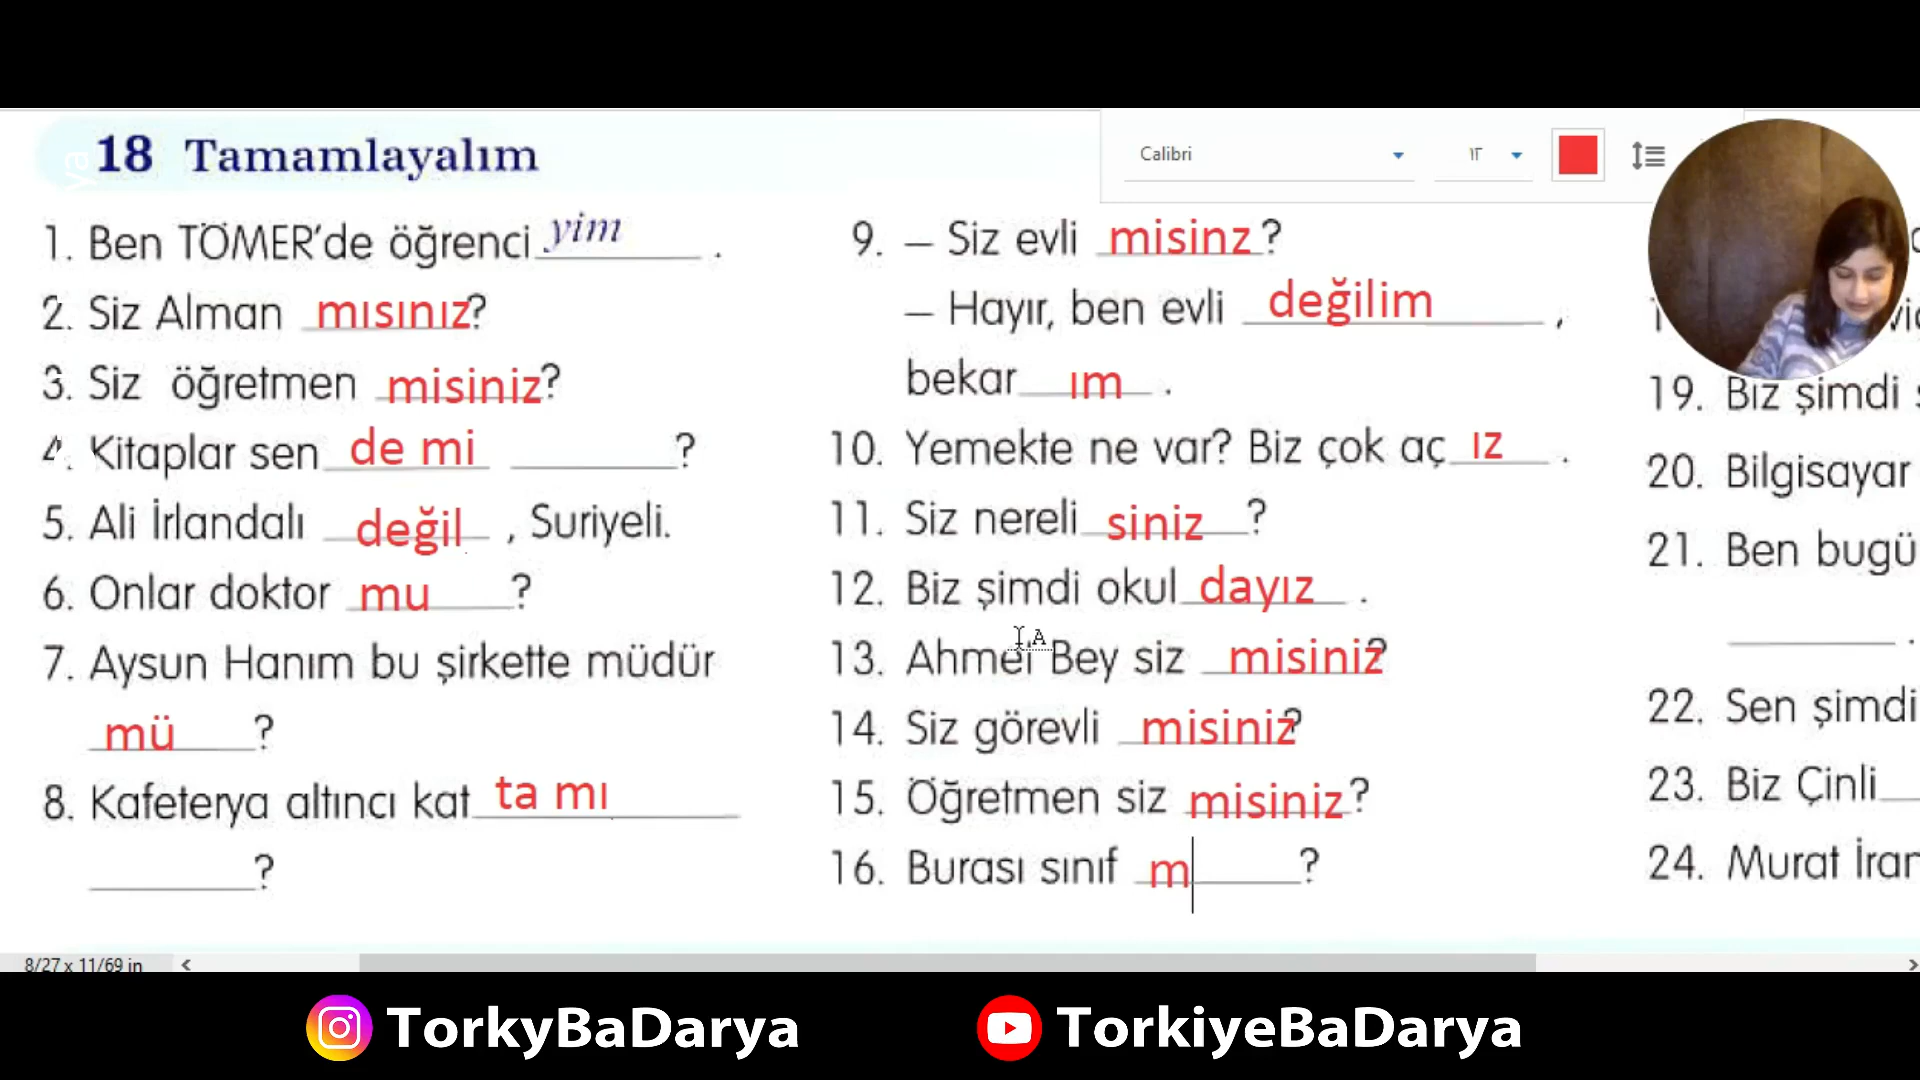 18 Tamamlayalım
Calibri
١٢
1. Ben TÖMER'de öğrenci yim .
2. Siz Alman mısınız?
3. Siz öğretmen misiniz?
4. Kitaplar sen de mi ?
5. Ali İrlandalı değil , Suriyeli.
6. Onlar doktor mu ?
7. Aysun Hanım bu şirkette müdür
mü ?
8. Kafeterya altıncı kat ta mı
?
9. – Siz evli misinz ?
– Hayır, ben evli değilim ,
bekar ım .
10. Yemekte ne var? Biz çok aç ız .
11. Siz nereli siniz ?
12. Biz şimdi okul dayız .
13. Ahmet Bey siz misiniz?
14. Siz görevli misiniz?
15. Öğretmen siz misiniz ?
16. Burası sınıf m ?
19. Biz şimdi
20. Bilgisayar
21. Ben bugü
.
22. Sen şimdi
23. Biz Çinli
24. Murat İran
8/27 x 11/69 in
TorkyBaDarya
TorkiyeBaDarya